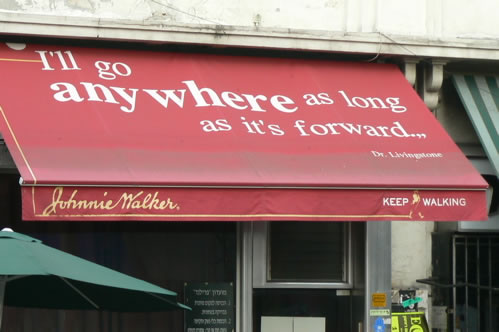 I'll go
anywhere as long
as it's forward..,,
Dr. Livingstone
Johnnie Walker.
KEEP WALKING